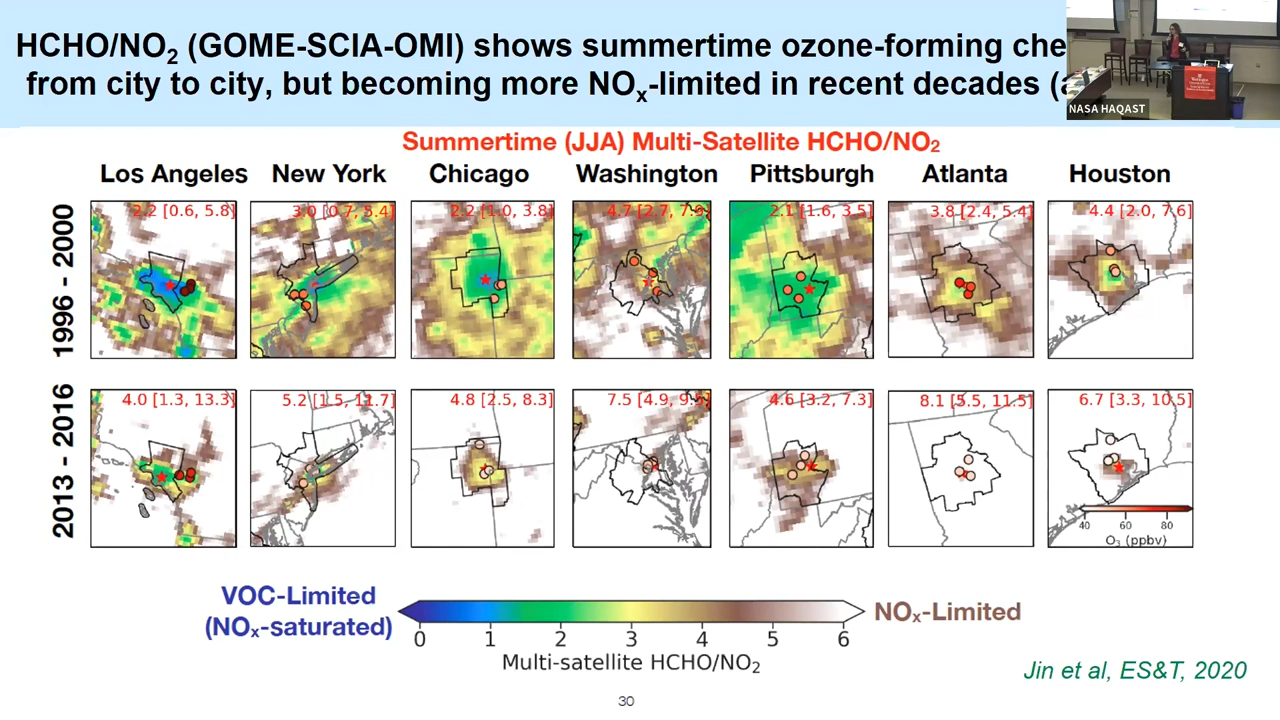 HCHO/NO₂ (GOME-SCIA-OMI) shows summertime ozone-forming che
from city to city, but becoming more NOₓ-limited in recent decades (
NASA HAQAST
Summertime (JJA) Multi-Satellite HCHO/NO₂
Los Angeles New York Chicago Washington Pittsburgh Atlanta Houston
1996 - 2000
2.2 [0.6, 5.8] 3.0 [0.7, 5.4] 2.2 [1.0, 3.8] 4.7 [2.7, 7.9] 2.1 [1.6, 3.5] 3.8 [2.4, 5.4] 4.4 [2.0, 7.6]
2013 - 2016
4.0 [1.3, 13.3] 5.2 [1.5, 11.7] 4.8 [2.5, 8.3] 7.5 [4.9, 4.6 [3.2, 7.3] 8.1 [5.5, 11.5] 6.7 [3.3, 10.5]
40 60 80
O₃ (ppbv)
VOC-Limited
(NOₓ-saturated)
NOₓ-Limited
0 1 2 3 4 5 6
Multi-satellite HCHO/NO₂
Jin et al, ES&T, 2020
30